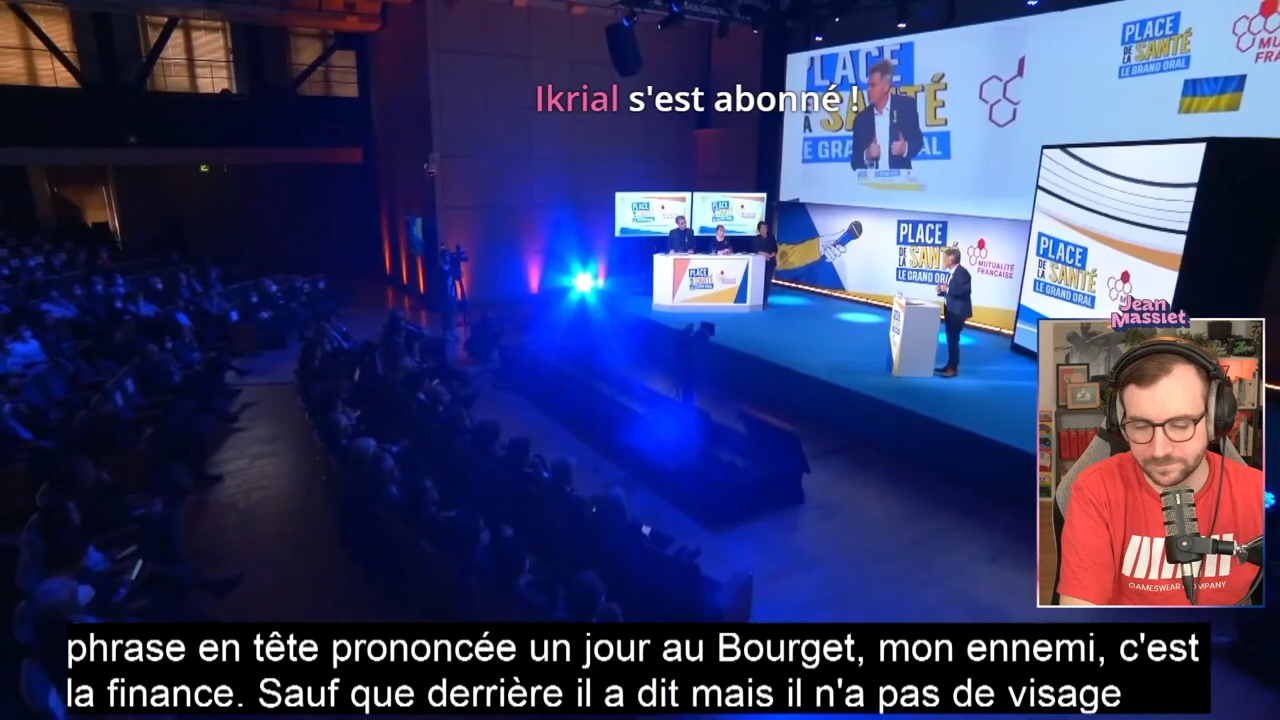 Ikrial s'est abonné !
PLACE
DE LA SANTÉ
LE GRAND ORAL
PLACE
DE LA SANTÉ
LE GRAND ORAL
MUTUALITÉ
FRANÇAISE
PLACE
DE LA SANTÉ
LE GRAND ORAL
Jean
Massiet
GAMESWEAR COMPANY
phrase en tête prononcée un jour au Bourget, mon ennemi, c'est
la finance. Sauf que derrière il a dit mais il n'a pas de visage